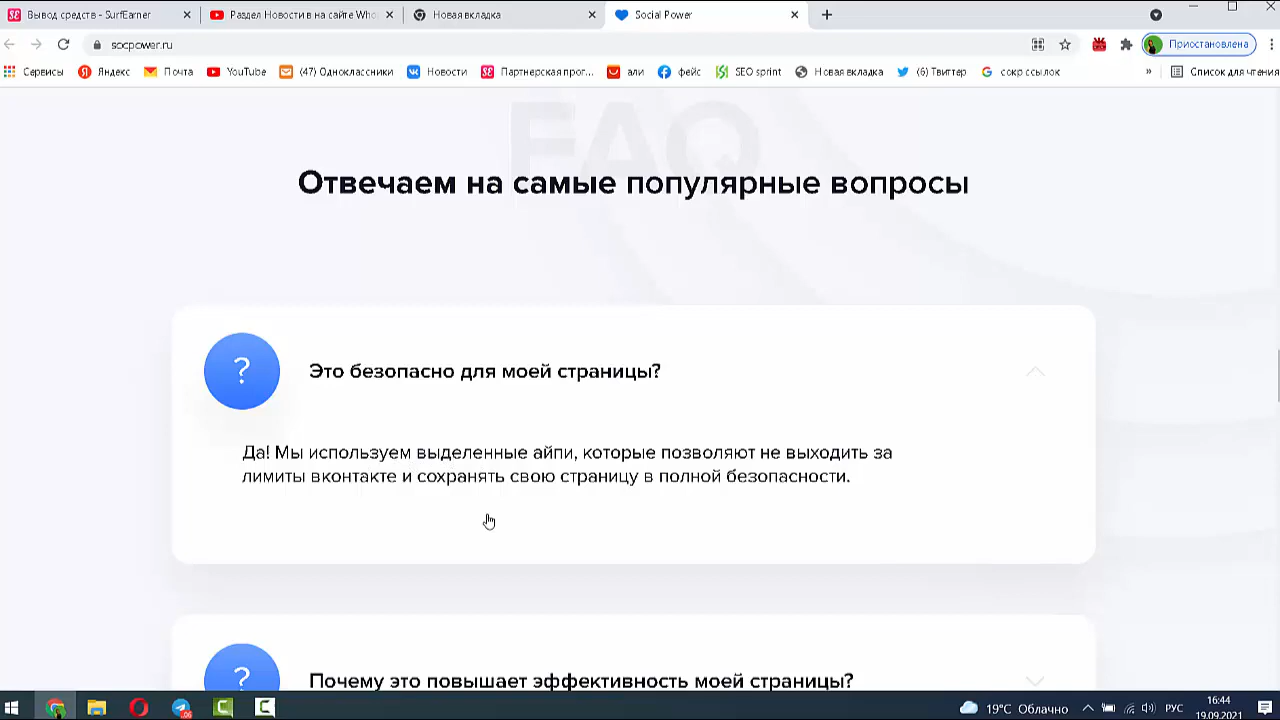 Вывод средств - SurfEarner
Раздел Новости в на сайте Who
Новая вкладка
Social Power
socpower.ru
Приостановлена
Сервисы
Яндекс
Почта
YouTube
(47) Одноклассники
Новости
Партнерская прог...
али
фейс
SEO sprint
Новая вкладка
(6) Твиттер
сокр ссылок
»
Список для чтения
FAQ
Отвечаем на самые популярные вопросы
?
Это безопасно для моей страницы?
Да! Мы используем выделенные айпи, которые позволяют не выходить за
лимиты вконтакте и сохранять свою страницу в полной безопасности.
?
Почему это повышает эффективность моей страницы?
19°C Облачно
РУС
16:44
19.09.2021